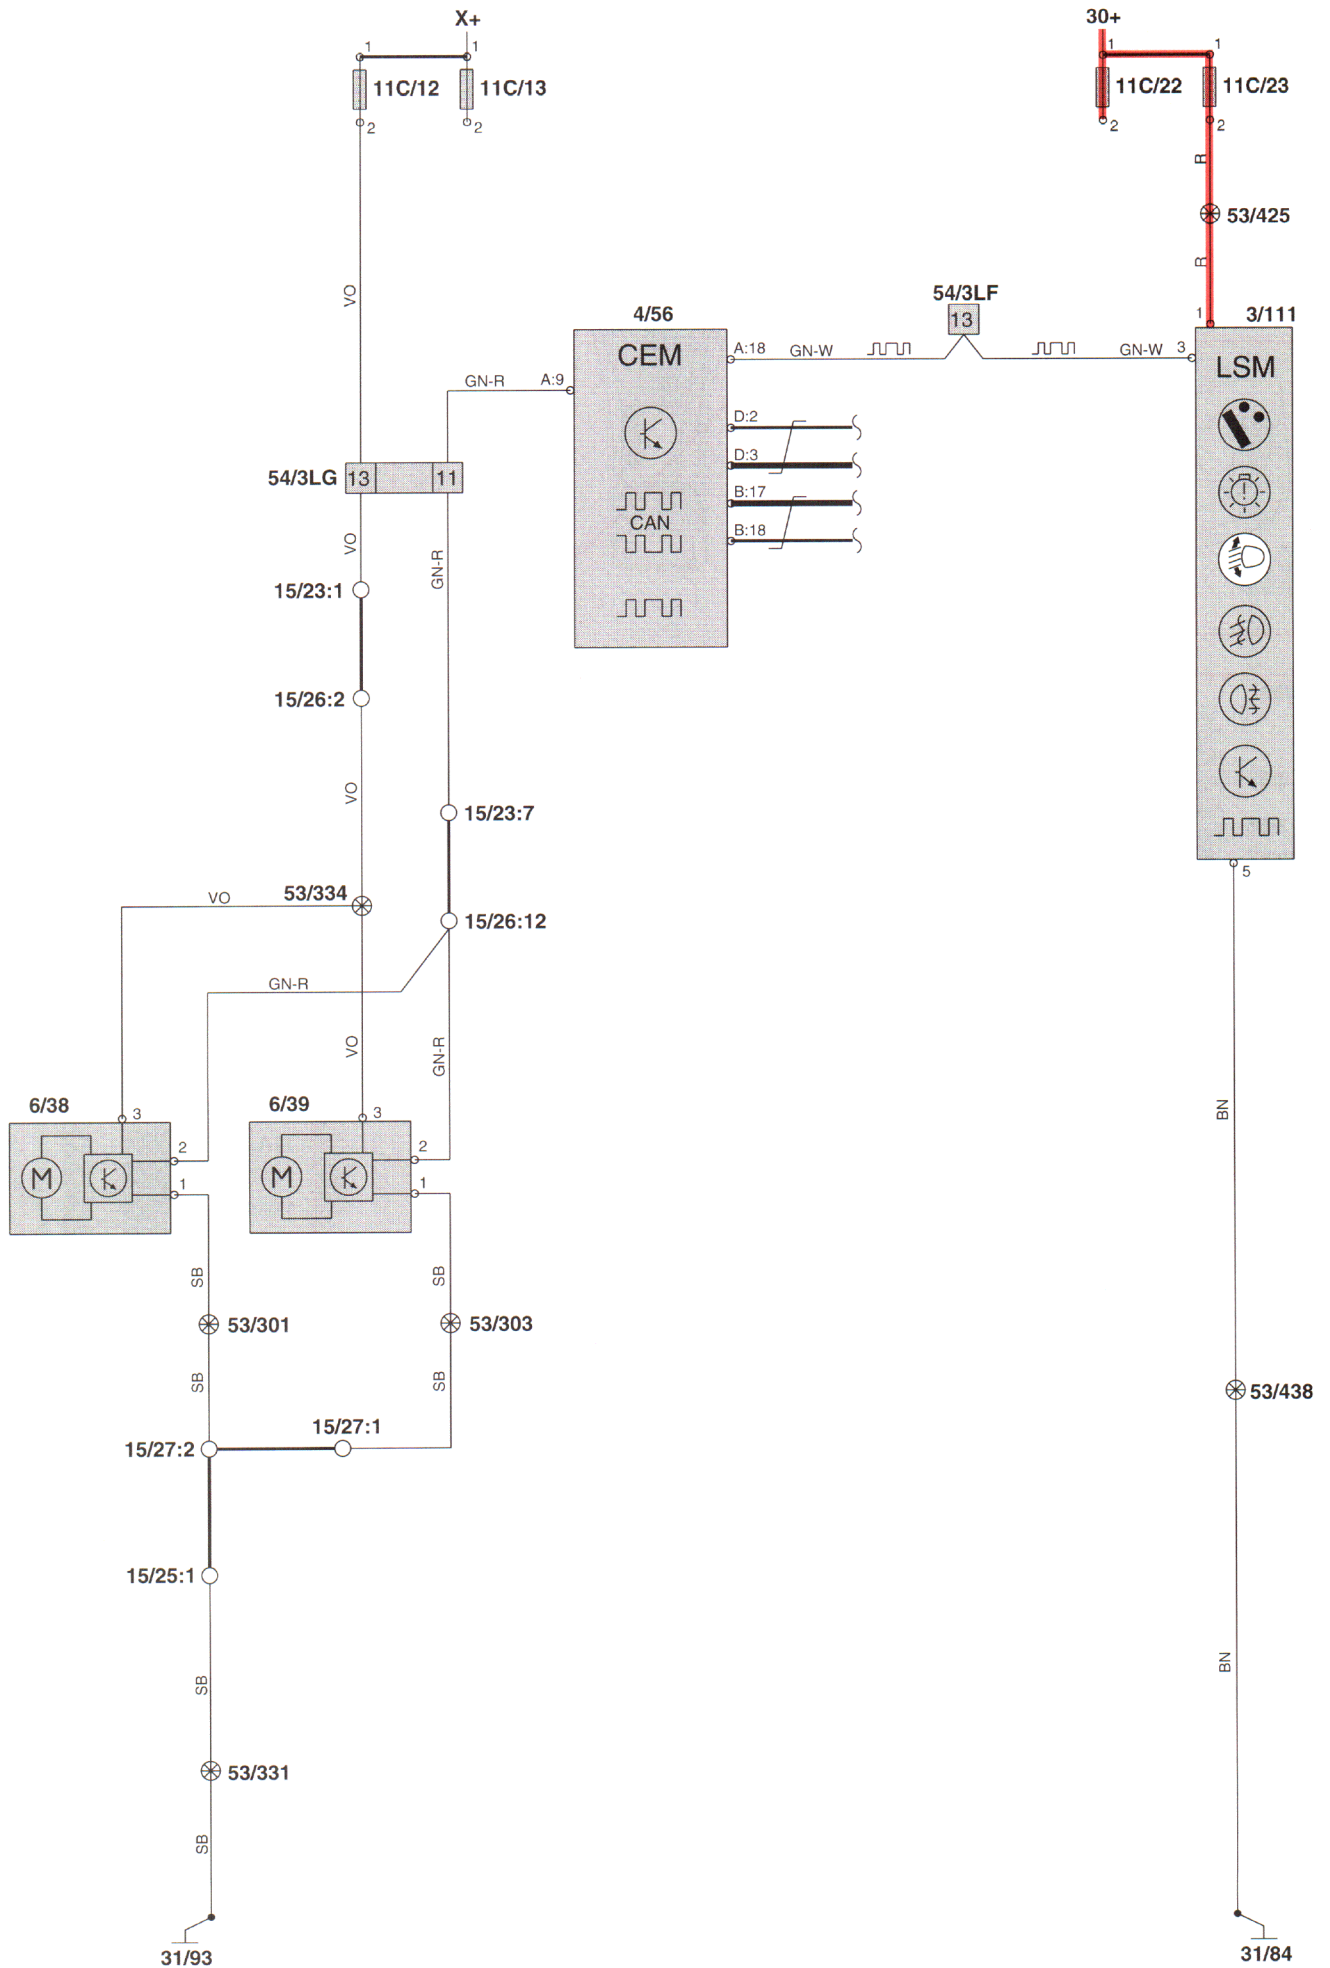 X+
30+
1
1
1
1
11C/12
11C/13
11C/22
11C/23
2
2
2
2
R
53/425
R
VO
54/3LF
13
4/56
1
3/111
CEM
A:18
GN-W
GN-W
3
LSM
GN-R
A:9
D:2
D:3
54/3LG
13
11
B:17
CAN
B:18
VO
GN-R
15/23:1
15/26:2
VO
15/23:7
5
VO
53/334
15/26:12
GN-R
VO
GN-R
6/38
6/39
BN
3
3
2
2
M
M
1
1
SB
SB
53/301
53/303
SB
SB
53/438
15/27:1
15/27:2
15/25:1
BN
SB
53/331
SB
31/93
31/84